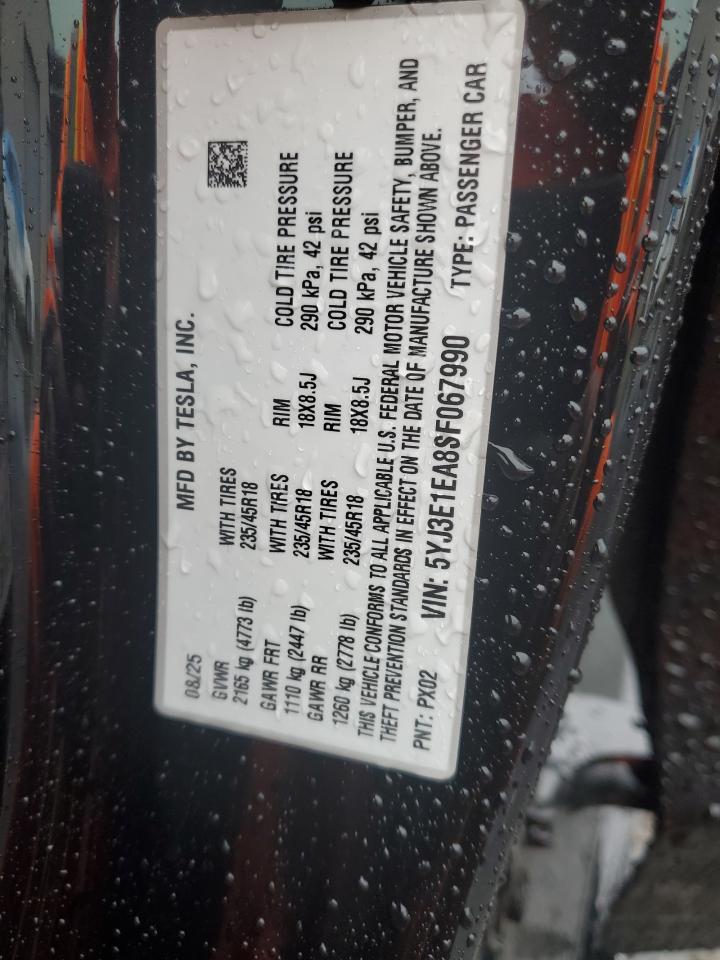 MFD BY TESLA, INC.
08/25
GVWR WITH TIRES
2165 kg (4773 lb) 235/45R18
GAWR FRT WITH TIRES RIM COLD TIRE PRESSURE
1110 kg (2447 lb) 235/45R18 18X8.5J 290 kPa, 42 psi
GAWR RR WITH TIRES RIM COLD TIRE PRESSURE
1260 kg (2778 lb) 235/45R18 18X8.5J 290 kPa, 42 psi
THIS VEHICLE CONFORMS TO ALL APPLICABLE U.S. FEDERAL MOTOR VEHICLE SAFETY, BUMPER, AND
THEFT PREVENTION STANDARDS IN EFFECT ON THE DATE OF MANUFACTURE SHOWN ABOVE.
PNT: PX02 VIN: 5YJ3E1EA8SF067990 TYPE: PASSENGER CAR